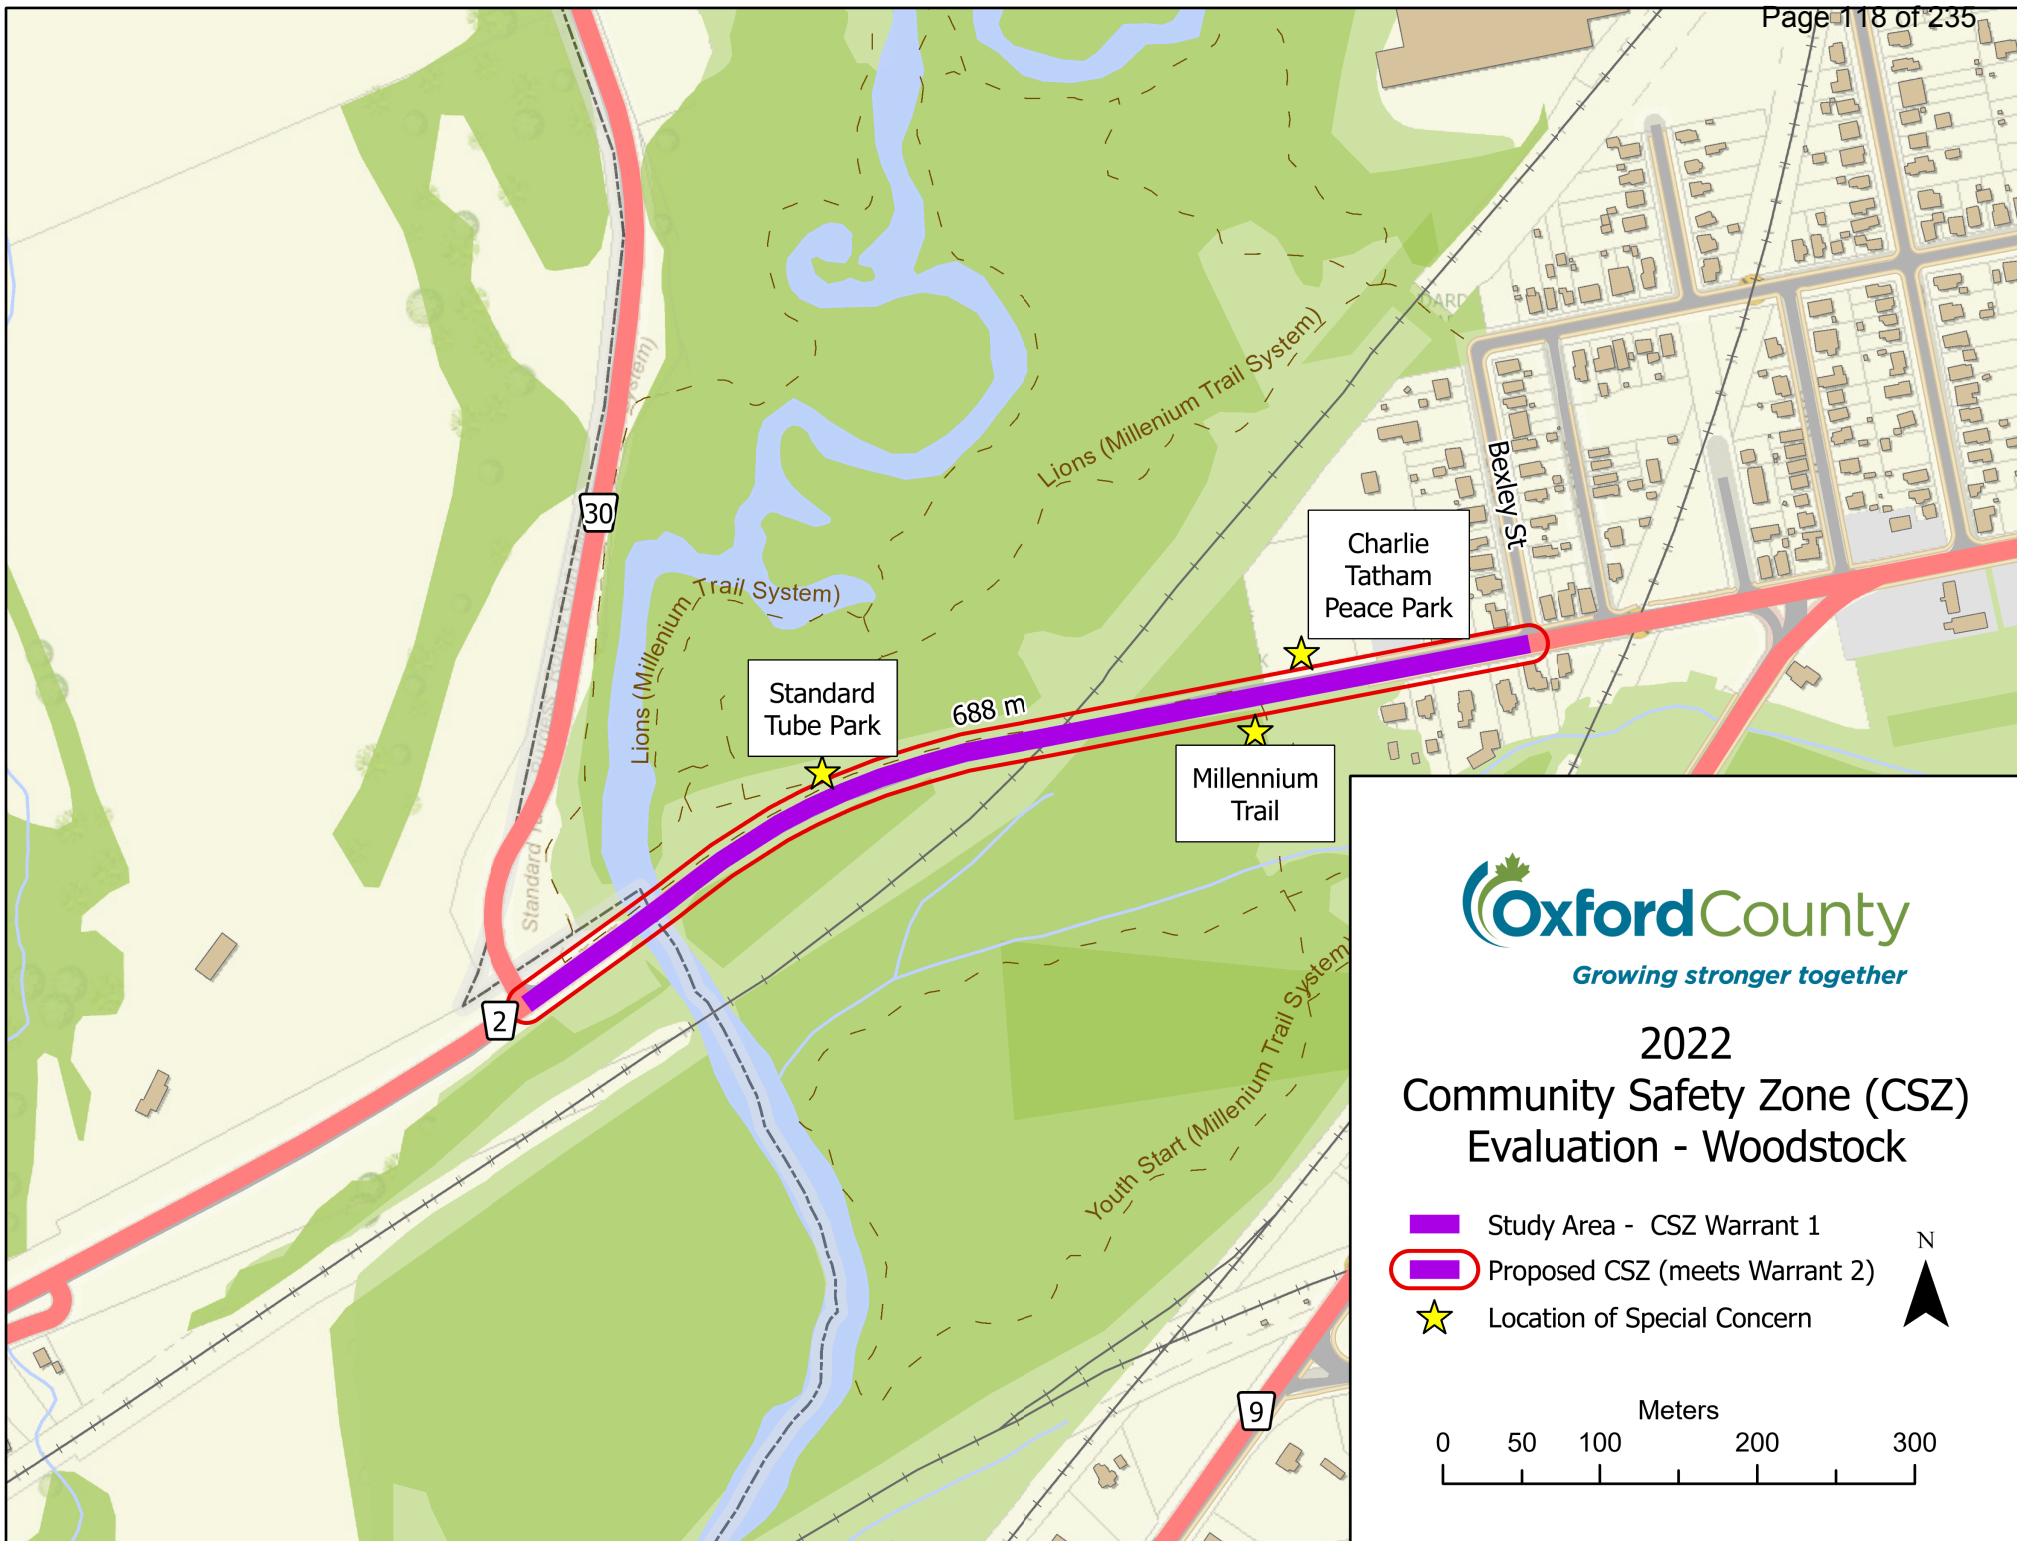 Page 118 of 235
30
Lions (Millenium Trail System)
Bexley St
Charlie
Tatham
Peace Park
Lions (Millenium Trail System)
Standard
Tube Park
688 m
Millennium
Trail
2
Youth Start (Millenium Trail System)
9
OxfordCounty
Growing stronger together
2022
Community Safety Zone (CSZ)
Evaluation - Woodstock
Study Area - CSZ Warrant 1
Proposed CSZ (meets Warrant 2)
Location of Special Concern
N
Meters
0 50 100 200 300